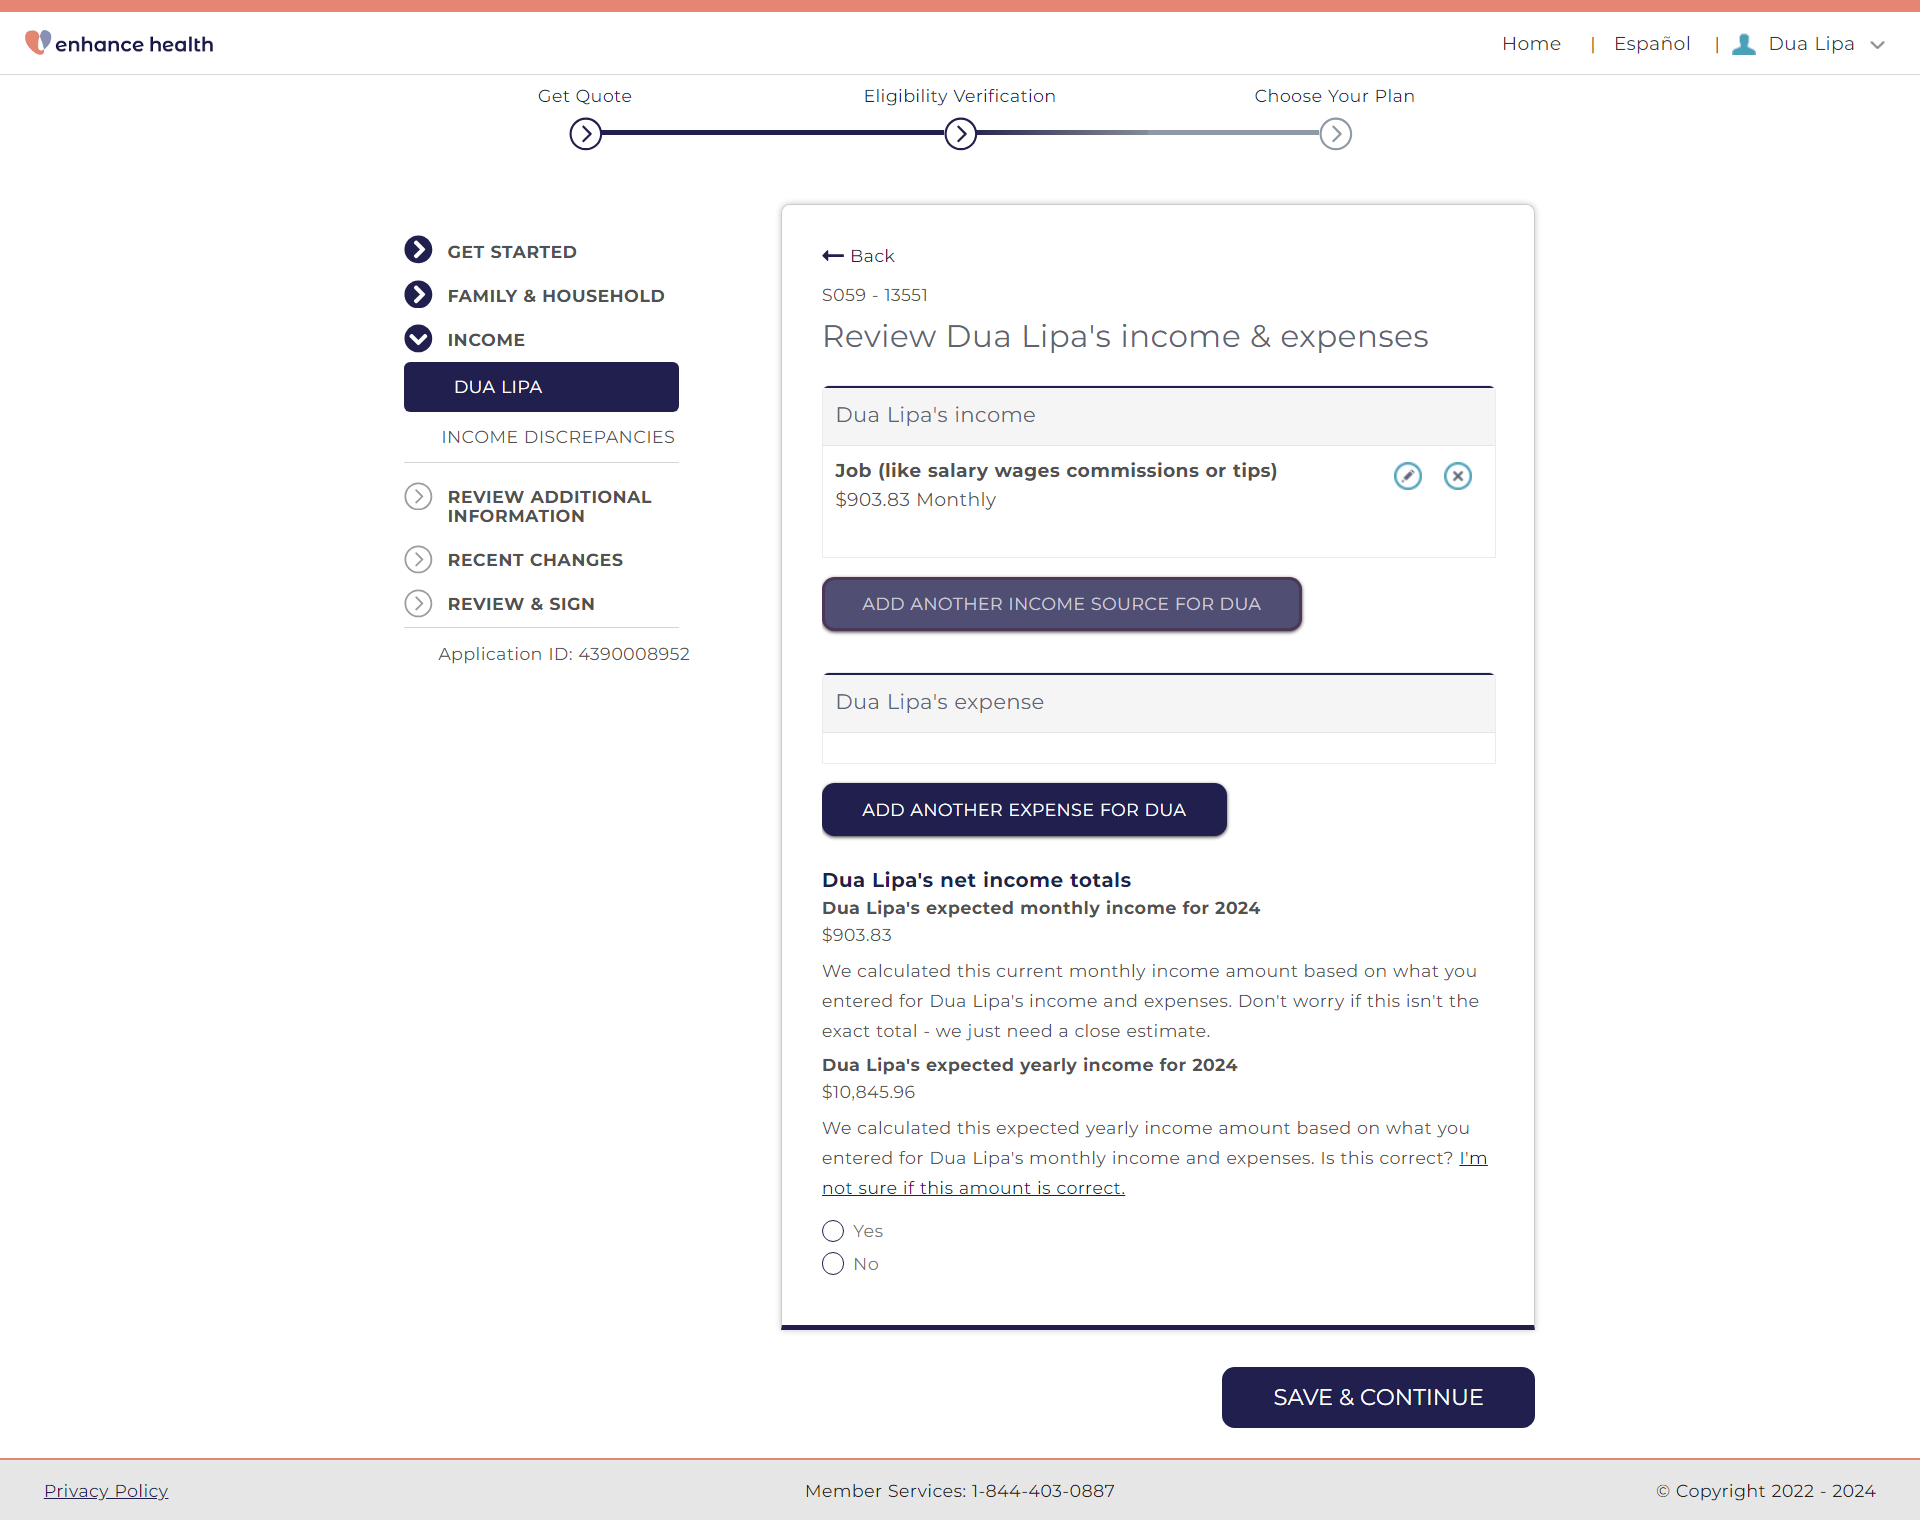 enhance health
Home | Español | Dua Lipa
Get Quote
Eligibility Verification
Choose Your Plan
GET STARTED
FAMILY & HOUSEHOLD
INCOME
DUA LIPA
INCOME DISCREPANCIES
REVIEW ADDITIONAL
INFORMATION
RECENT CHANGES
REVIEW & SIGN
Application ID: 4390008952
Back
S059 - 13551
Review Dua Lipa's income & expenses
Dua Lipa's income
Job (like salary wages commissions or tips)
$903.83 Monthly
ADD ANOTHER INCOME SOURCE FOR DUA
Dua Lipa's expense
ADD ANOTHER EXPENSE FOR DUA
Dua Lipa's net income totals
Dua Lipa's expected monthly income for 2024
$903.83
We calculated this current monthly income amount based on what you
entered for Dua Lipa's income and expenses. Don't worry if this isn't the
exact total - we just need a close estimate.
Dua Lipa's expected yearly income for 2024
$10,845.96
We calculated this expected yearly income amount based on what you
entered for Dua Lipa's monthly income and expenses. Is this correct? I'm
not sure if this amount is correct.
Yes
No
SAVE & CONTINUE
Privacy Policy
Member Services: 1-844-403-0887
© Copyright 2022 - 2024